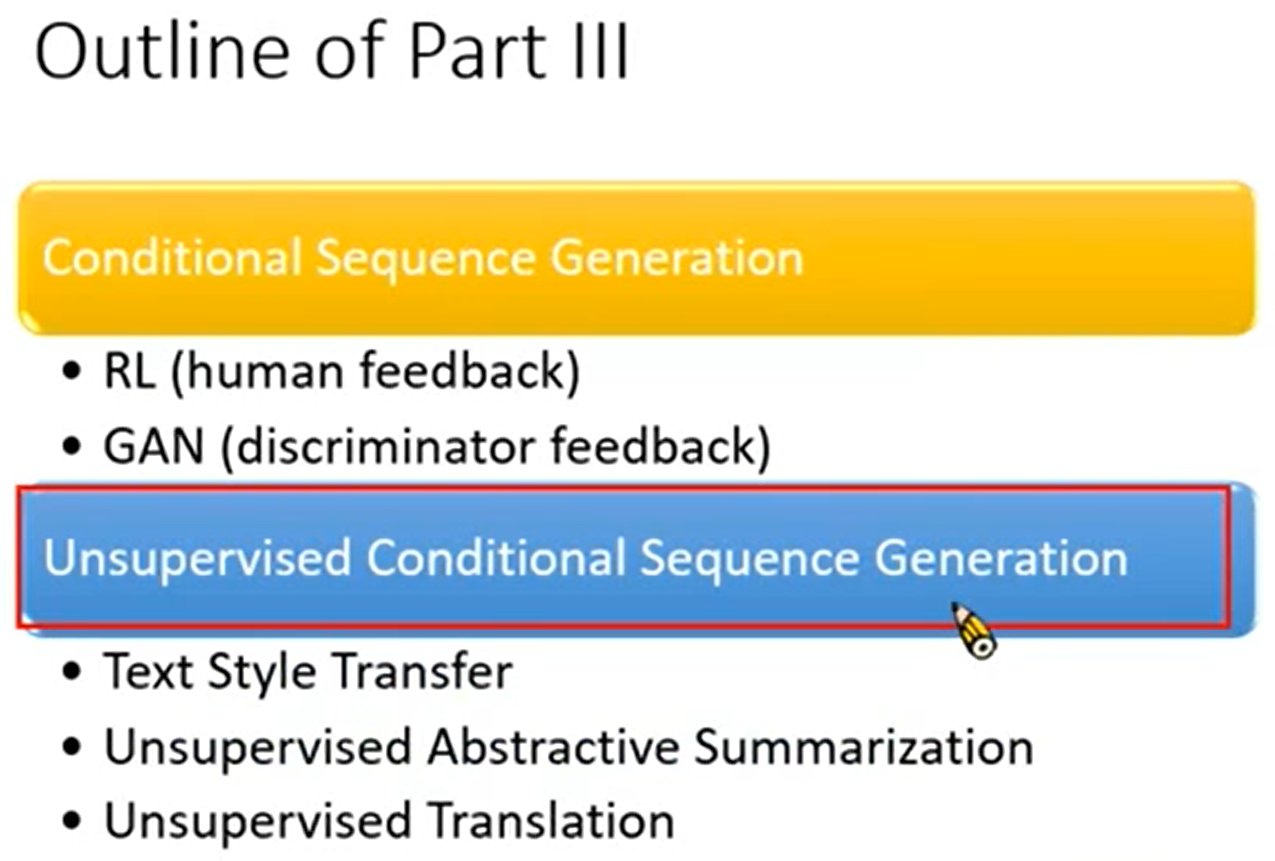 Outline of Part III
Conditional Sequence Generation
• RL (human feedback)
• GAN (discriminator feedback)
Unsupervised Conditional Sequence Generation
• Text Style Transfer
• Unsupervised Abstractive Summarization
• Unsupervised Translation